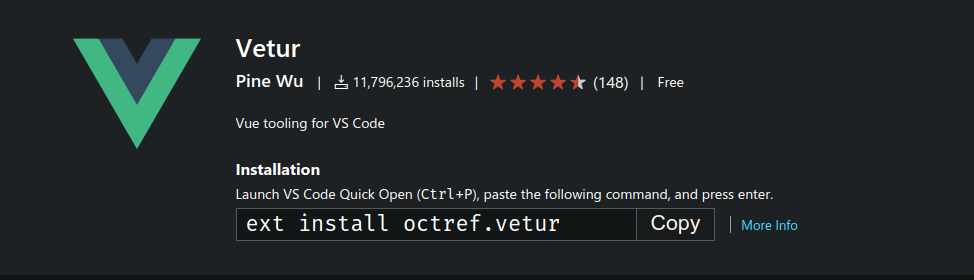 Vetur
Pine Wu | 11,796,236 installs | (148) | Free
Vue tooling for VS Code
Installation
Launch VS Code Quick Open (Ctrl+P), paste the following command, and press enter.
ext install octref.vetur Copy | More Info